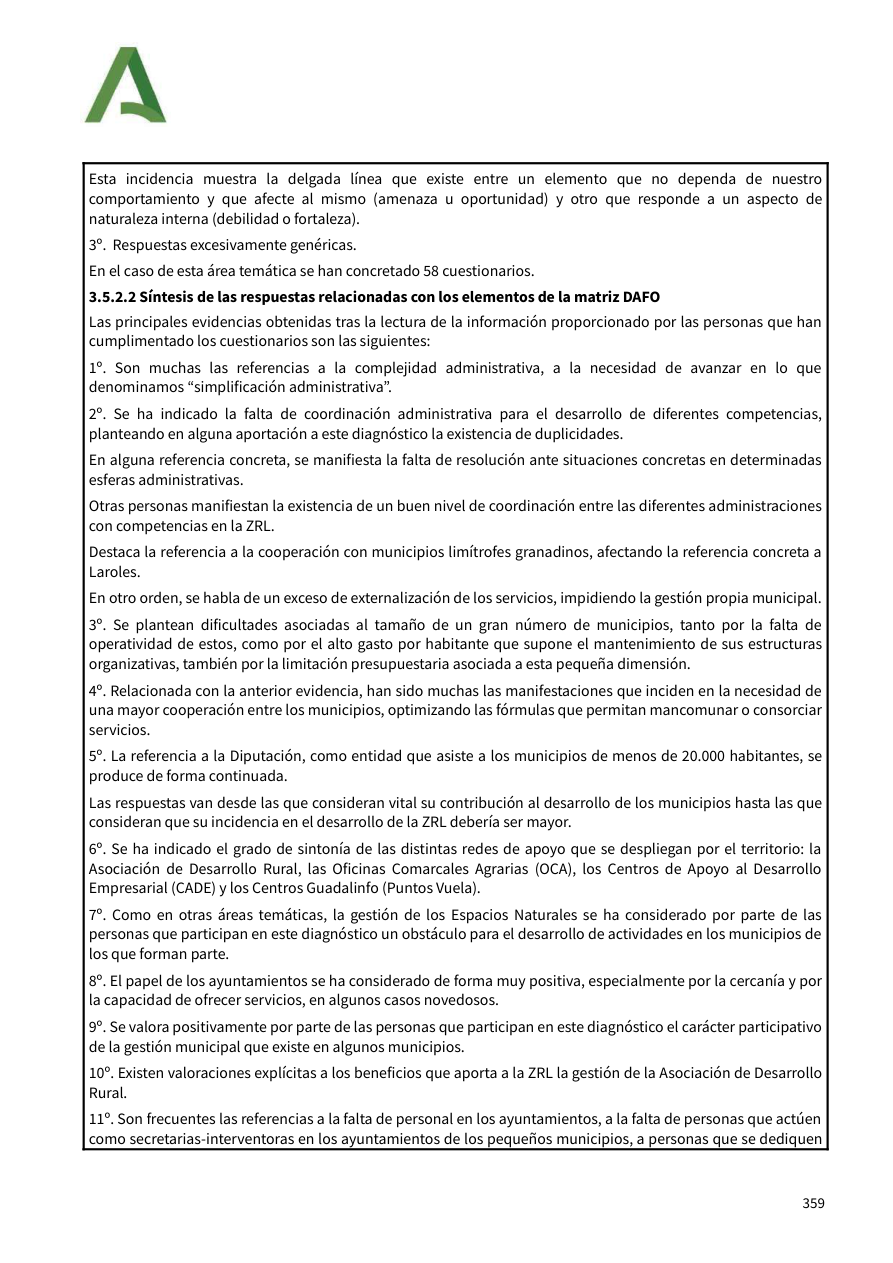 Esta incidencia muestra la delgada línea que existe entre un elemento que no dependa de nuestro
comportamiento y que afecte al mismo (amenaza u oportunidad) y otro que responde a un aspecto de
naturaleza interna (debilidad o fortaleza).
3º. Respuestas excesivamente genéricas.
En el caso de esta área temática se han concretado 58 cuestionarios.
3.5.2.2 Síntesis de las respuestas relacionadas con los elementos de la matriz DAFO
Las principales evidencias obtenidas tras la lectura de la información proporcionado por las personas que han
cumplimentado los cuestionarios son las siguientes:
1º. Son muchas las referencias a la complejidad administrativa, a la necesidad de avanzar en lo que
denominamos “simplificación administrativa”.
2º. Se ha indicado la falta de coordinación administrativa para el desarrollo de diferentes competencias,
planteando en alguna aportación a este diagnóstico la existencia de duplicidades.
En alguna referencia concreta, se manifiesta la falta de resolución ante situaciones concretas en determinadas
esferas administrativas.
Otras personas manifiestan la existencia de un buen nivel de coordinación entre las diferentes administraciones
con competencias en la ZRL.
Destaca la referencia a la cooperación con municipios limítrofes granadinos, afectando la referencia concreta a
Laroles.
En otro orden, se habla de un exceso de externalización de los servicios, impidiendo la gestión propia municipal.
3º. Se plantean dificultades asociadas al tamaño de un gran número de municipios, tanto por la falta de
operatividad de estos, como por el alto gasto por habitante que supone el mantenimiento de sus estructuras
organizativas, también por la limitación presupuestaria asociada a esta pequeña dimensión.
4º. Relacionada con la anterior evidencia, han sido muchas las manifestaciones que inciden en la necesidad de
una mayor cooperación entre los municipios, optimizando las fórmulas que permitan mancomunar o consorciar
servicios.
5º. La referencia a la Diputación, como entidad que asiste a los municipios de menos de 20.000 habitantes, se
produce de forma continuada.
Las respuestas van desde las que consideran vital su contribución al desarrollo de los municipios hasta las que
consideran que su incidencia en el desarrollo de la ZRL debería ser mayor.
6º. Se ha indicado el grado de sintonía de las distintas redes de apoyo que se despliegan por el territorio: la
Asociación de Desarrollo Rural, las Oficinas Comarcales Agrarias (OCA), los Centros de Apoyo al Desarrollo
Empresarial (CADE) y los Centros Guadalinfo (Puntos Vuela).
7º. Como en otras áreas temáticas, la gestión de los Espacios Naturales se ha considerado por parte de las
personas que participan en este diagnóstico un obstáculo para el desarrollo de actividades en los municipios de
los que forman parte.
8º. El papel de los ayuntamientos se ha considerado de forma muy positiva, especialmente por la cercanía y por
la capacidad de ofrecer servicios, en algunos casos novedosos.
9º. Se valora positivamente por parte de las personas que participan en este diagnóstico el carácter participativo
de la gestión municipal que existe en algunos municipios.
10º. Existen valoraciones explícitas a los beneficios que aporta a la ZRL la gestión de la Asociación de Desarrollo
Rural.
11º. Son frecuentes las referencias a la falta de personal en los ayuntamientos, a la falta de personas que actúen
como secretarias-interventoras en los ayuntamientos de los pequeños municipios, a personas que se dediquen
359